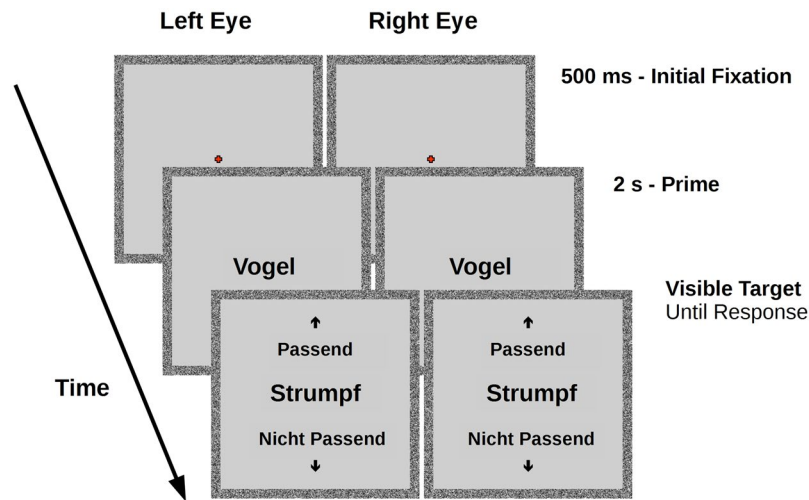 Left Eye
Right Eye
500 ms - Initial Fixation
2 s - Prime
Vogel
Vogel
Visible Target
Until Response
Passend
Strumpf
Nicht Passend
Passend
Strumpf
Nicht Passend
Time